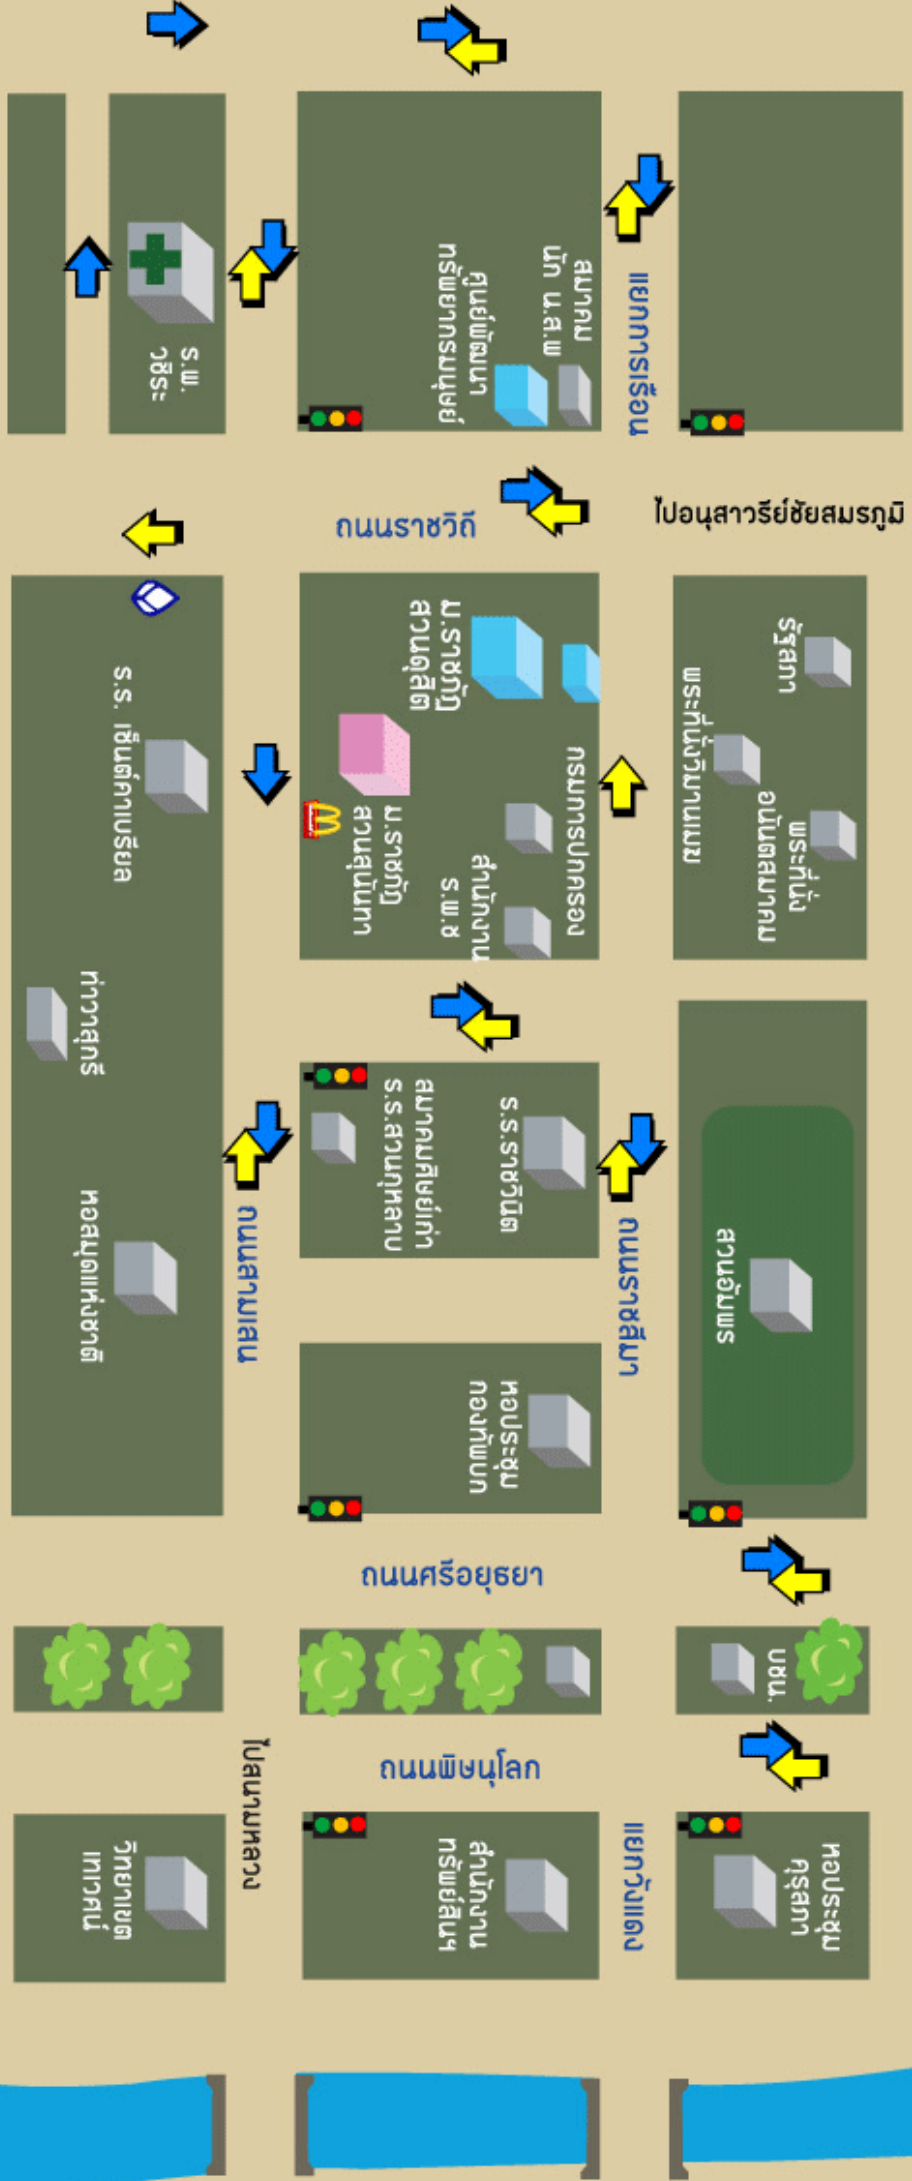 แยกการเรือน
สมาคม
นัก น.ส.พ
ศูนย์พัฒนา
ทรัพยากรมนุษย์
ร.พ.
วชิระ
ไปอนุสาวรีย์ชัยสมรภูมิ
ถนนราชวิถี
รัฐสภา
พระที่นั่งวิมานเมฆ
พระที่นั่ง
อนันตสมาคม
ม.ราชภัฏ
สวนดุสิต
กรมการปกครอง
ม.ราชภัฏ
สวนสุนันทา
สำนักงาน
ร.พ.ช
ร.ร. เซ็นต์คาเบรียล
ท่าวาสุกรี
หอสมุดแห่งชาติ
สมาคมศิษย์เก่า
ร.ร.สวนกุหลาบ
ร.ร.ราชวินิต
ถนนสามเสน
ถนนราชสีมา
สวนอัมพร
หอประชุม
กองทัพบก
ถนนศรีอยุธยา
บชน.
ถนนพิษนุโลก
ไปสนามหลวง
แยกวังแดง
หอประชุม
คุรุสภา
สำนักงาน
ทรัพย์สินฯ
วิทยาเขต
เทเวศน์